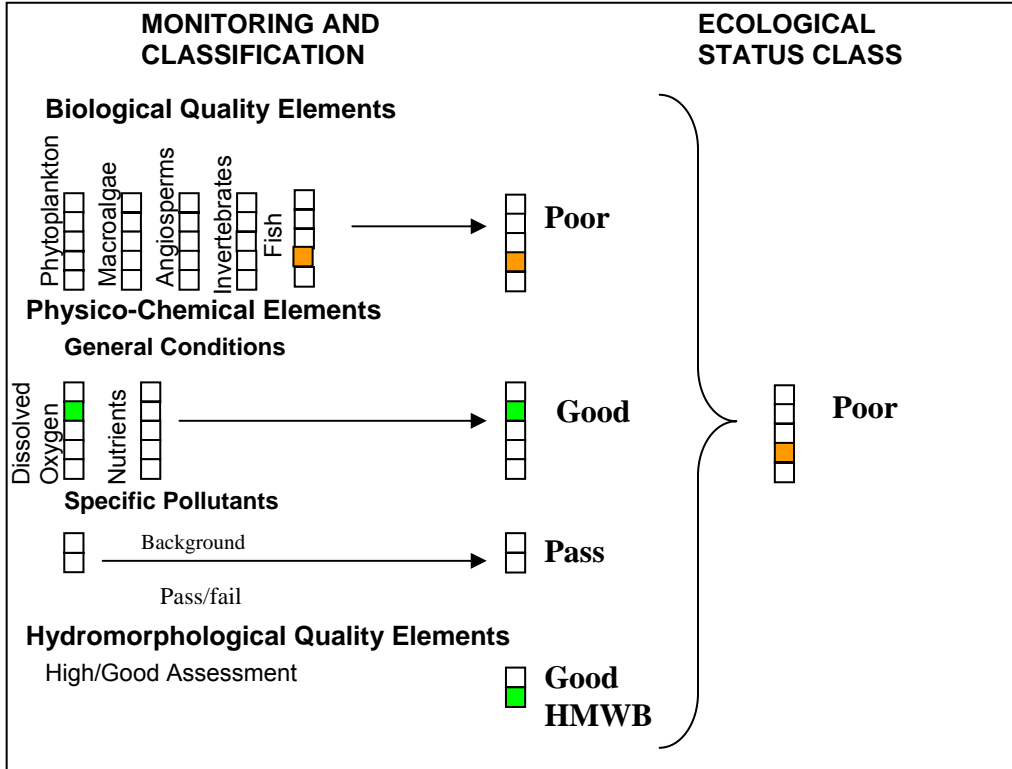 MONITORING AND
CLASSIFICATION
ECOLOGICAL
STATUS CLASS
Biological Quality Elements
Phytoplankton
Macroalgae
Angiosperms
Invertebrates
Fish
Poor
Physico-Chemical Elements
General Conditions
Dissolved
Oxygen
Nutrients
Good
Poor
Specific Pollutants
Background
Pass/fail
Pass
Hydromorphological Quality Elements
High/Good Assessment
Good
HMWB